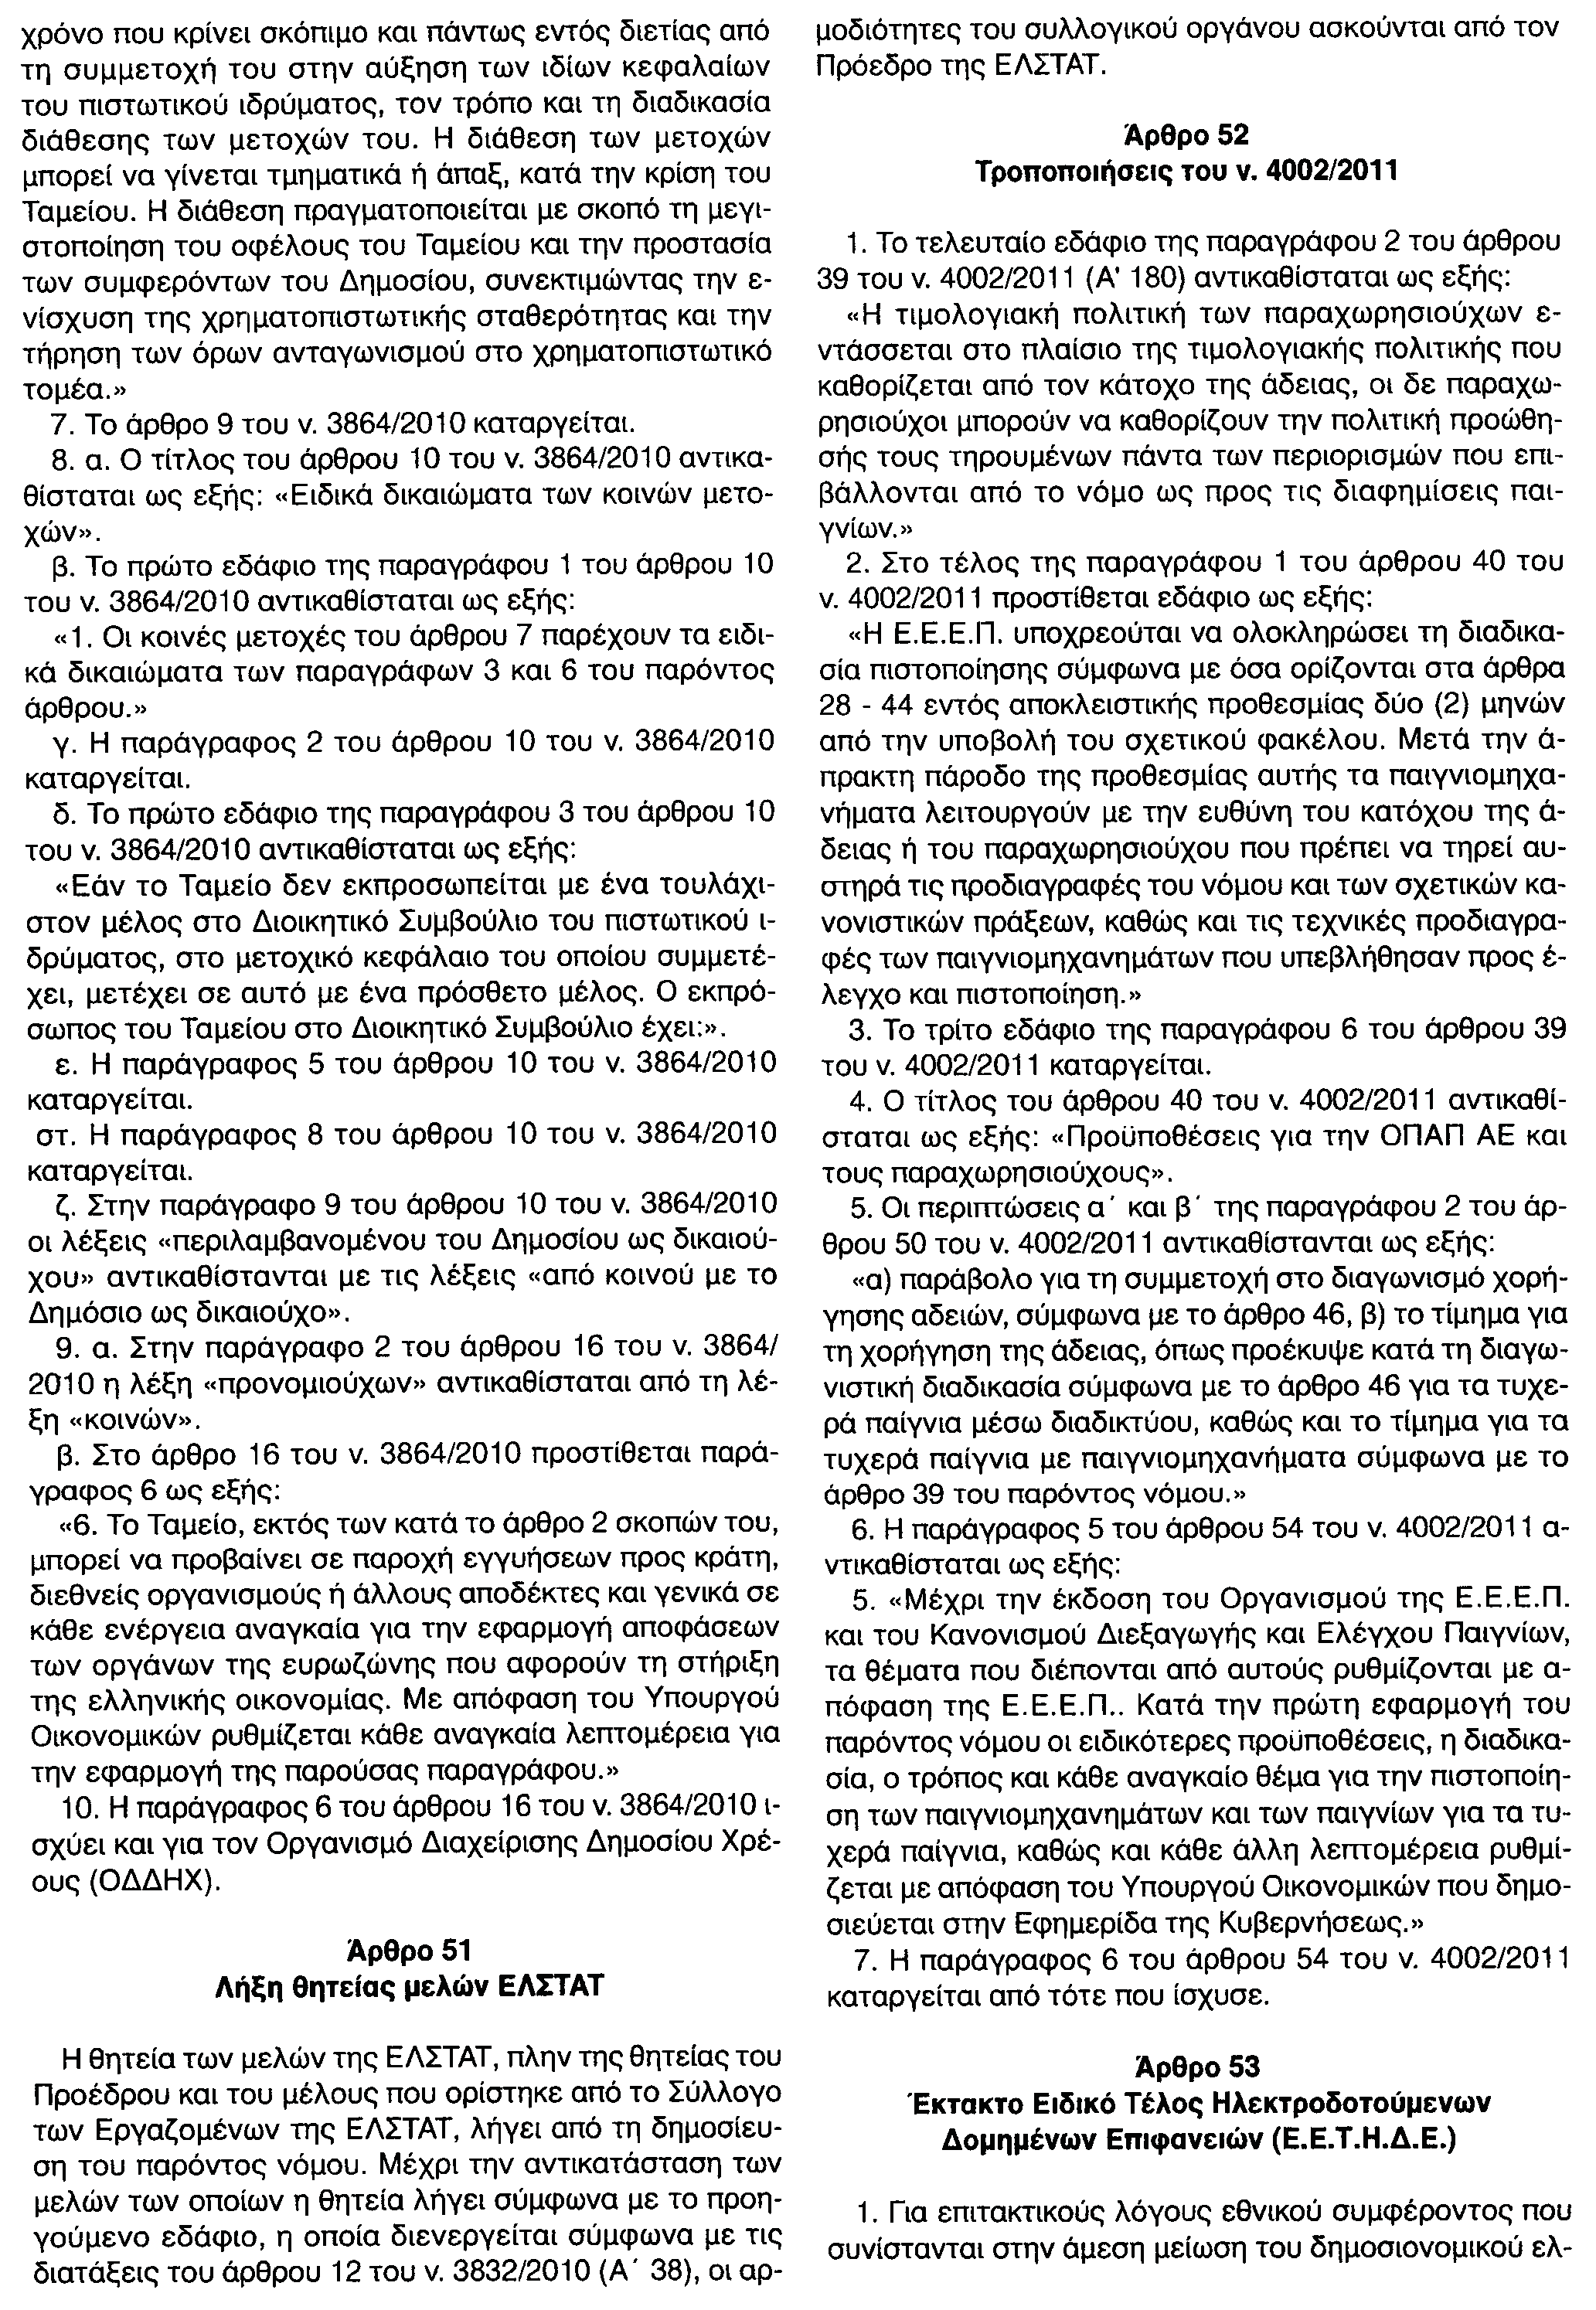 χρόνο που κρίνει σκόπιμο και πάντως εντός διετίας από
τη συμμετοχή του στην αύξηση των ιδίων κεφαλαίων
του πιστωτικού ιδρύματος, τον τρόπο και τη διαδικασία
διάθεσης των μετοχών του. Η διάθεση των μετοχών
μπορεί να γίνεται τμηματικά ή άπαξ, κατά την κρίση του
Ταμείου. Η διάθεση πραγματοποιείται με σκοπό τη μεγι-
στοποίηση του οφέλους του Ταμείου και την προστασία
των συμφερόντων του Δημοσίου, συνεκτιμώντας την ε-
νίσχυση της χρηματοπιστωτικής σταθερότητας και την
τήρηση των όρων ανταγωνισμού στο χρηματοπιστωτικό
τομέα.»
7. Το άρθρο 9 του ν. 3864/2010 καταργείται.
8. α. Ο τίτλος του άρθρου 10 του ν. 3864/2010 αντικα-
θίσταται ως εξής: «Ειδικά δικαιώματα των κοινών μετο-
χών».
β. Το πρώτο εδάφιο της παραγράφου 1 του άρθρου 10
του ν. 3864/2010 αντικαθίσταται ως εξής:
«1. Οι κοινές μετοχές του άρθρου 7 παρέχουν τα ειδι-
κά δικαιώματα των παραγράφων 3 και 6 του παρόντος
άρθρου.»
γ. Η παράγραφος 2 του άρθρου 10 του ν. 3864/2010
καταργείται.
δ. Το πρώτο εδάφιο της παραγράφου 3 του άρθρου 10
του ν. 3864/2010 αντικαθίσταται ως εξής:
«Εάν το Ταμείο δεν εκπροσωπείται με ένα τουλάχι-
στον μέλος στο Διοικητικό Συμβούλιο του πιστωτικού ι-
δρύματος, στο μετοχικό κεφάλαιο του οποίου συμμετέ-
χει, μετέχει σε αυτό με ένα πρόσθετο μέλος. Ο εκπρό-
σωπος του Ταμείου στο Διοικητικό Συμβούλιο έχει:».
ε. Η παράγραφος 5 του άρθρου 10 του ν. 3864/2010
καταργείται.
στ. Η παράγραφος 8 του άρθρου 10 του ν. 3864/2010
καταργείται.
ζ. Στην παράγραφο 9 του άρθρου 10 του ν. 3864/2010
οι λέξεις «περιλαμβανομένου του Δημοσίου ως δικαιού-
χου» αντικαθίστανται με τις λέξεις «από κοινού με το
Δημόσιο ως δικαιούχο».
9. α. Στην παράγραφο 2 του άρθρου 16 του ν. 3864/
2010 η λέξη «προνομιούχων» αντικαθίσταται από τη λέ-
ξη «κοινών».
β. Στο άρθρο 16 του ν. 3864/2010 προστίθεται παρά-
γραφος 6 ως εξής:
«6. Το Ταμείο, εκτός των κατά το άρθρο 2 σκοπών του,
μπορεί να προβαίνει σε παροχή εγγυήσεων προς κράτη,
διεθνείς οργανισμούς ή άλλους αποδέκτες και γενικά σε
κάθε ενέργεια αναγκαία για την εφαρμογή αποφάσεων
των οργάνων της ευρωζώνης που αφορούν τη στήριξη
της ελληνικής οικονομίας. Με απόφαση του Υπουργού
Οικονομικών ρυθμίζεται κάθε αναγκαία λεπτομέρεια για
την εφαρμογή της παρούσας παραγράφου.»
10. Η παράγραφος 6 του άρθρου 16 του ν. 3864/2010 ι-
σχύει και για τον Οργανισμό Διαχείρισης Δημοσίου Χρέ-
ους (ΟΔΔΗΧ).
Άρθρο 51
Λήξη θητείας μελών ΕΛΣΤΑΤ
Η θητεία των μελών της ΕΛΣΤΑΤ, πλην της θητείας του
Προέδρου και του μέλους που ορίστηκε από το Σύλλογο
των Εργαζομένων της ΕΛΣΤΑΤ, λήγει από τη δημοσίευ-
ση του παρόντος νόμου. Μέχρι την αντικατάσταση των
μελών των οποίων η θητεία λήγει σύμφωνα με το προη-
γούμενο εδάφιο, η οποία διενεργείται σύμφωνα με τις
διατάξεις του άρθρου 12 του ν. 3832/2010 (Α΄ 38), οι αρ-
μοδιότητες του συλλογικού οργάνου ασκούνται από τον
Πρόεδρο της ΕΛΣΤΑΤ.
Άρθρο 52
Τροποποιήσεις του ν. 4002/2011
1. Το τελευταίο εδάφιο της παραγράφου 2 του άρθρου
39 του ν. 4002/2011 (Α' 180) αντικαθίσταται ως εξής:
«Η τιμολογιακή πολιτική των παραχωρησιούχων ε-
ντάσσεται στο πλαίσιο της τιμολογιακής πολιτικής που
καθορίζεται από τον κάτοχο της άδειας, οι δε παραχω-
ρησιούχοι μπορούν να καθορίζουν την πολιτική προώθη-
σής τους τηρουμένων πάντα των περιορισμών που επι-
βάλλονται από το νόμο ως προς τις διαφημίσεις παι-
γνίων.»
2. Στο τέλος της παραγράφου 1 του άρθρου 40 του
ν. 4002/2011 προστίθεται εδάφιο ως εξής:
«Η Ε.Ε.Ε.Π. υποχρεούται να ολοκληρώσει τη διαδικα-
σία πιστοποίησης σύμφωνα με όσα ορίζονται στα άρθρα
28 - 44 εντός αποκλειστικής προθεσμίας δύο (2) μηνών
από την υποβολή του σχετικού φακέλου. Μετά την ά-
πρακτη πάροδο της προθεσμίας αυτής τα παιγνιομηχα-
νήματα λειτουργούν με την ευθύνη του κατόχου της ά-
δειας ή του παραχωρησιούχου που πρέπει να τηρεί αυ-
στηρά τις προδιαγραφές του νόμου και των σχετικών κα-
νονιστικών πράξεων, καθώς και τις τεχνικές προδιαγρα-
φές των παιγνιομηχανημάτων που υπεβλήθησαν προς έ-
λεγχο και πιστοποίηση.»
3. Το τρίτο εδάφιο της παραγράφου 6 του άρθρου 39
του ν. 4002/2011 καταργείται.
4. Ο τίτλος του άρθρου 40 του ν. 4002/2011 αντικαθί-
σταται ως εξής: «Προϋποθέσεις για την ΟΠΑΠ ΑΕ και
τους παραχωρησιούχους».
5. Οι περιπτώσεις α΄ και β΄ της παραγράφου 2 του άρ-
θρου 50 του ν. 4002/2011 αντικαθίστανται ως εξής:
«α) παράβολο για τη συμμετοχή στο διαγωνισμό χορή-
γησης αδειών, σύμφωνα με το άρθρο 46, β) το τίμημα για
τη χορήγηση της άδειας, όπως προέκυψε κατά τη διαγω-
νιστική διαδικασία σύμφωνα με το άρθρο 46 για τα τυχε-
ρά παίγνια μέσω διαδικτύου, καθώς και το τίμημα για τα
τυχερά παίγνια με παιγνιομηχανήματα σύμφωνα με το
άρθρο 39 του παρόντος νόμου.»
6. Η παράγραφος 5 του άρθρου 54 του ν. 4002/2011 α-
ντικαθίσταται ως εξής:
5. «Μέχρι την έκδοση του Οργανισμού της Ε.Ε.Ε.Π.
και του Κανονισμού Διεξαγωγής και Ελέγχου Παιγνίων,
τα θέματα που διέπονται από αυτούς ρυθμίζονται με α-
πόφαση της Ε.Ε.Ε.Π.. Κατά την πρώτη εφαρμογή του
παρόντος νόμου οι ειδικότερες προϋποθέσεις, η διαδικα-
σία, ο τρόπος και κάθε αναγκαίο θέμα για την πιστοποίη-
ση των παιγνιομηχανημάτων και των παιγνίων για τα τυ-
χερά παίγνια, καθώς και κάθε άλλη λεπτομέρεια ρυθμί-
ζεται με απόφαση του Υπουργού Οικονομικών που δημο-
σιεύεται στην Εφημερίδα της Κυβερνήσεως.»
7. Η παράγραφος 6 του άρθρου 54 του ν. 4002/2011
καταργείται από τότε που ίσχυσε.
Άρθρο 53
Έκτακτο Ειδικό Τέλος Ηλεκτροδοτούμενων
Δομημένων Επιφανειών (Ε.Ε.Τ.Η.Δ.Ε.)
1. Για επιτακτικούς λόγους εθνικού συμφέροντος που
συνίστανται στην άμεση μείωση του δημοσιονομικού ελ-